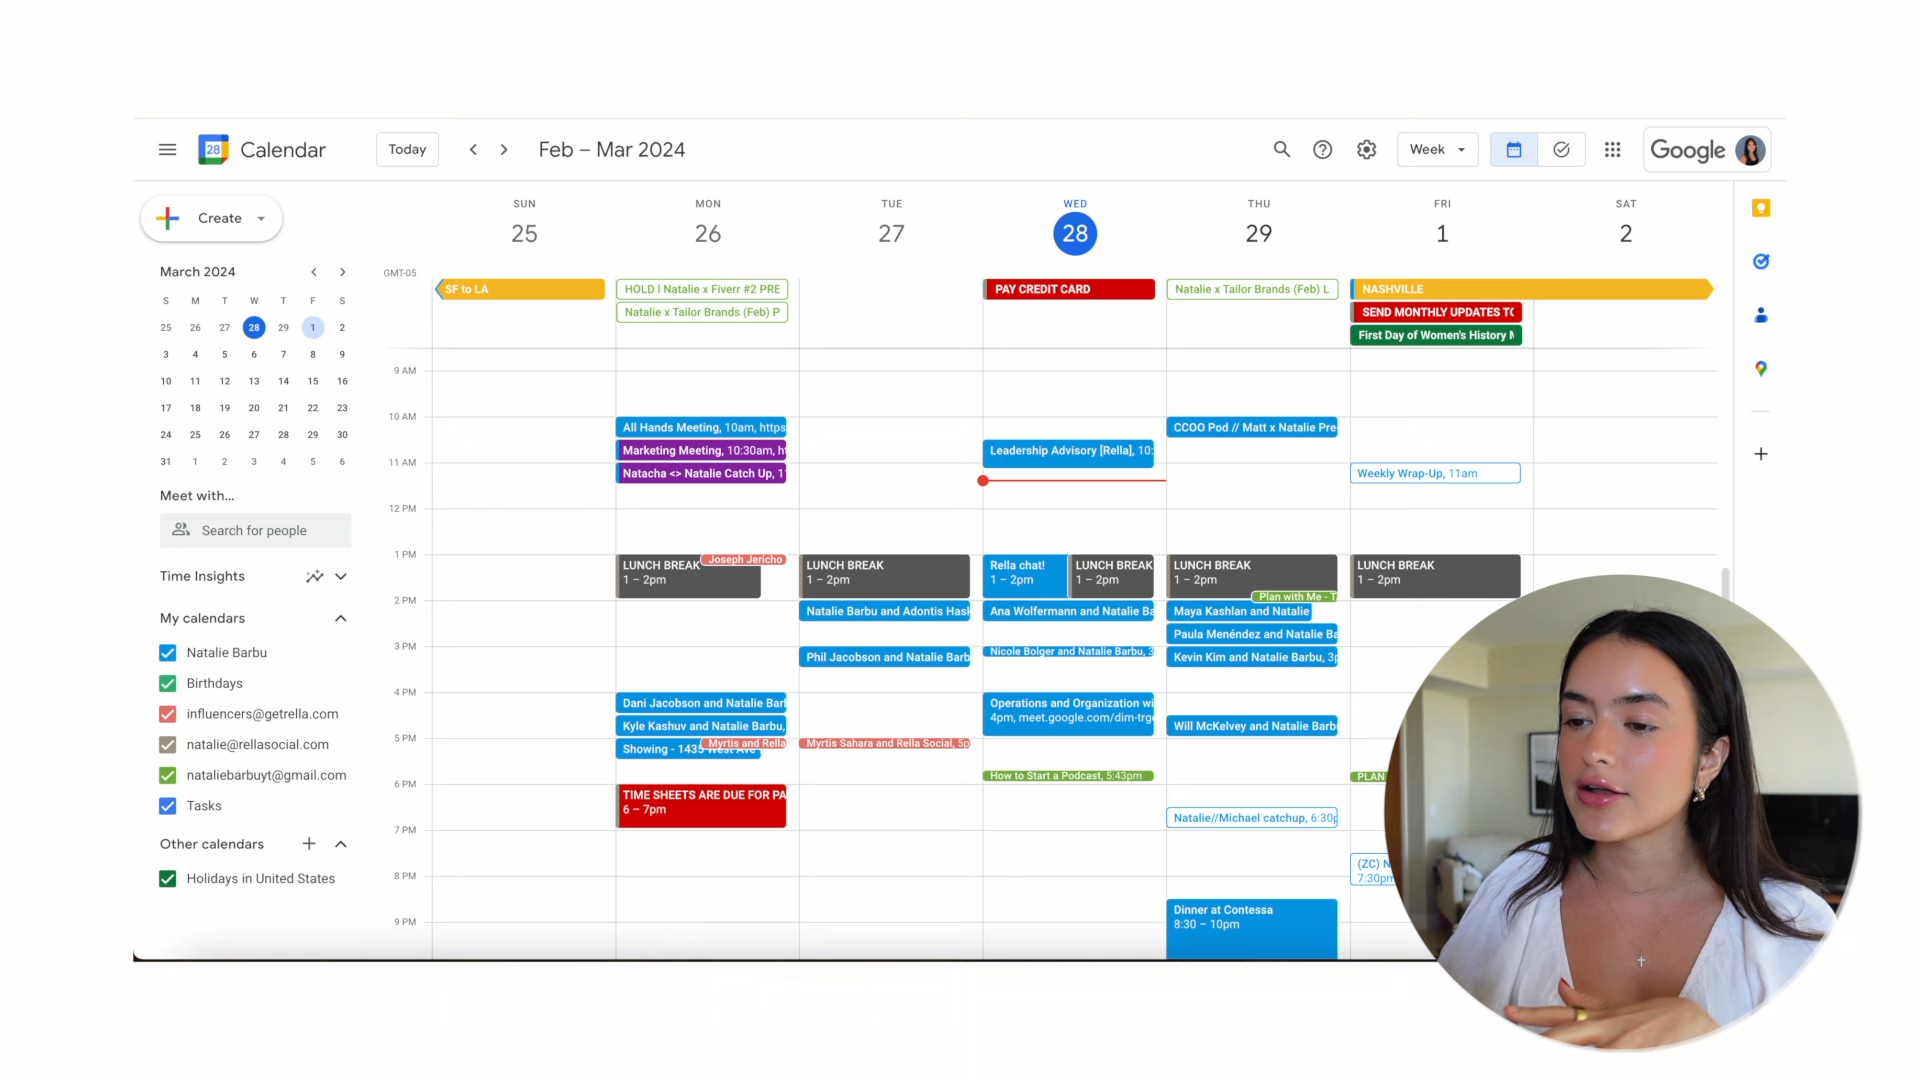 28
Calendar
Today
Feb – Mar 2024
Week
Google
Create
March 2024
S M T W T F S
25 26 27 28 29 1 2
3 4 5 6 7 8 9
10 11 12 13 14 15 16
17 18 19 20 21 22 23
24 25 26 27 28 29 30
31 1 2 3 4 5 6
Meet with...
Search for people
Time Insights
My calendars
Natalie Barbu
Birthdays
influencers@getrella.com
natalie@rellasocial.com
nataliebarbuyt@gmail.com
Tasks
Other calendars
Holidays in United States
SUN MON TUE WED THU FRI SAT
25 26 27 28 29 1 2
GMT-05
SF to LA
HOLD | Natalie x Fiverr #2 PRE
PAY CREDIT CARD
Natalie x Tailor Brands (Feb) L
NASHVILLE
Natalie x Tailor Brands (Feb) P
SEND MONTHLY UPDATES TO
First Day of Women's History
9 AM
10 AM
11 AM
12 PM
1 PM
2 PM
3 PM
4 PM
5 PM
6 PM
7 PM
8 PM
9 PM
All Hands Meeting, 10am, https
Marketing Meeting, 10:30am,
Natacha <> Natalie Catch Up,
LUNCH BREAK
1 – 2pm
Joseph Jericho
Dani Jacobson and Natalie
Kyle Kashuv and Natalie Barbu,
Showing - 1435 West Ave
Myrtis and Rella
TIME SHEETS ARE DUE FOR PA
6 – 7pm
LUNCH BREAK
1 – 2pm
Natalie Barbu and Adontis
Phil Jacobson and Natalie
Myrtis Sahara and Rella Social, 5p
Leadership Advisory [Rella], 10:
Rella chat!
1 – 2pm
LUNCH BREAK
1 – 2pm
Ana Wolfermann and Natalie Ba
Nicole Bolger and Natalie Barbu, 3
Operations and Organization wi
4pm, meet.google.com/dim-trg
How to Start a Podcast, 5:43pm
CCOO Pod // Matt x Natalie Pre
LUNCH BREAK
1 – 2pm
Plan with Me - T
Maya Kashlan and Natalie
Paula Menéndez and Natalie Ba
Kevin Kim and Natalie Barbu, 3p
Will McKelvey and Natalie Barb
Natalie//Michael catchup, 6:30p
Dinner at Contessa
8:30 – 10pm
Weekly Wrap-Up, 11am
LUNCH BREAK
1 – 2pm
PLAN
(ZC) N
7:30pm